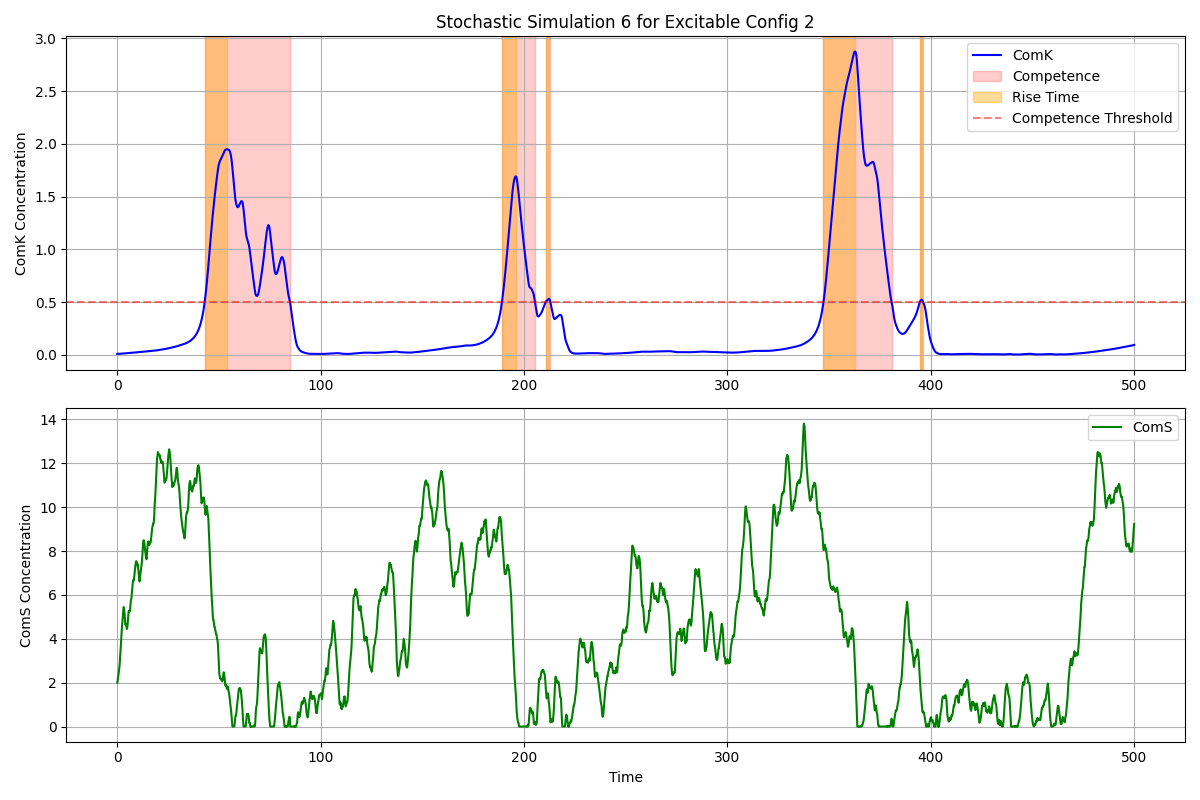 Stochastic Simulation 6 for Excitable Config 2
ComK Concentration
3.0
2.5
2.0
1.5
1.0
0.5
0.0
ComK
Competence
Rise Time
Competence Threshold
0 100 200 300 400 500
ComS Concentration
14
12
10
8
6
4
2
0
ComS
0 100 200 300 400 500
Time